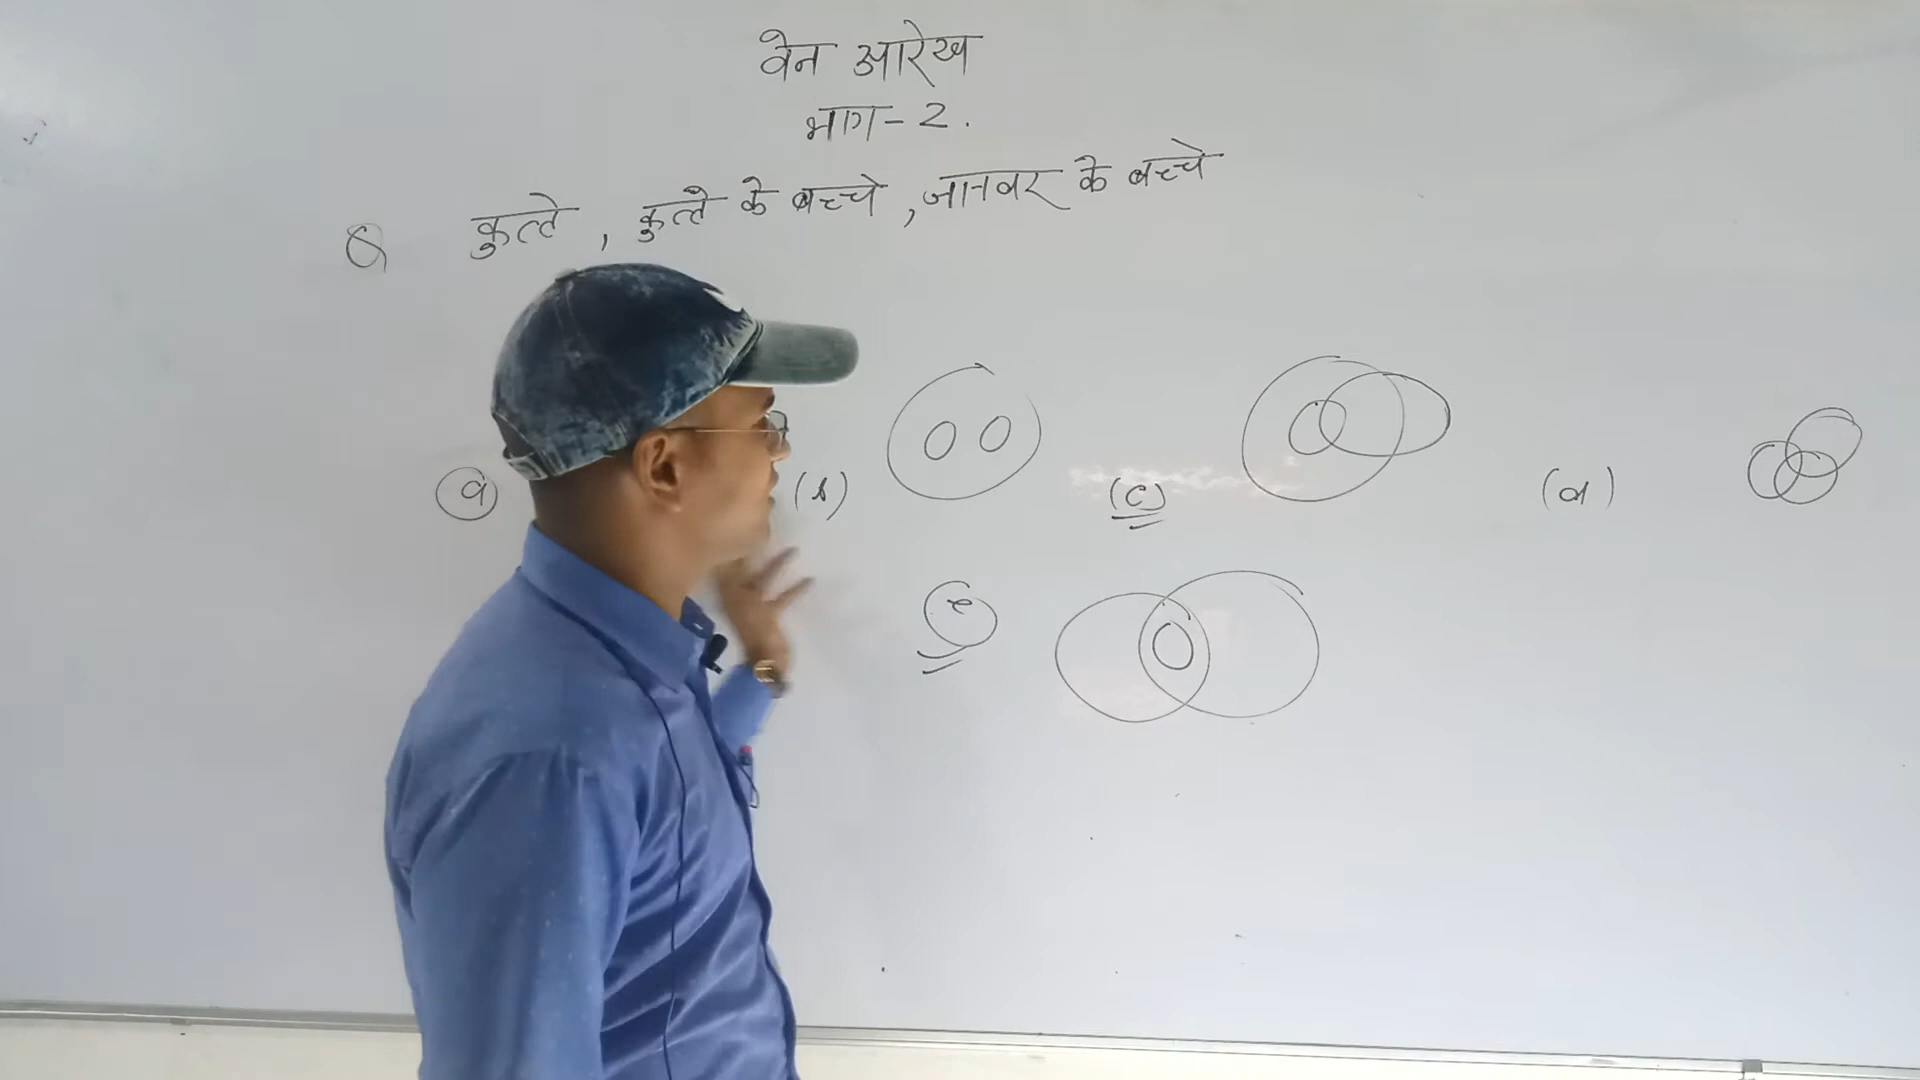 वेन आरेख
भाग-2.
Q कुत्ते, कुत्ते के बच्चे, जानवर के बच्चे
a (b) (c) (d)
e